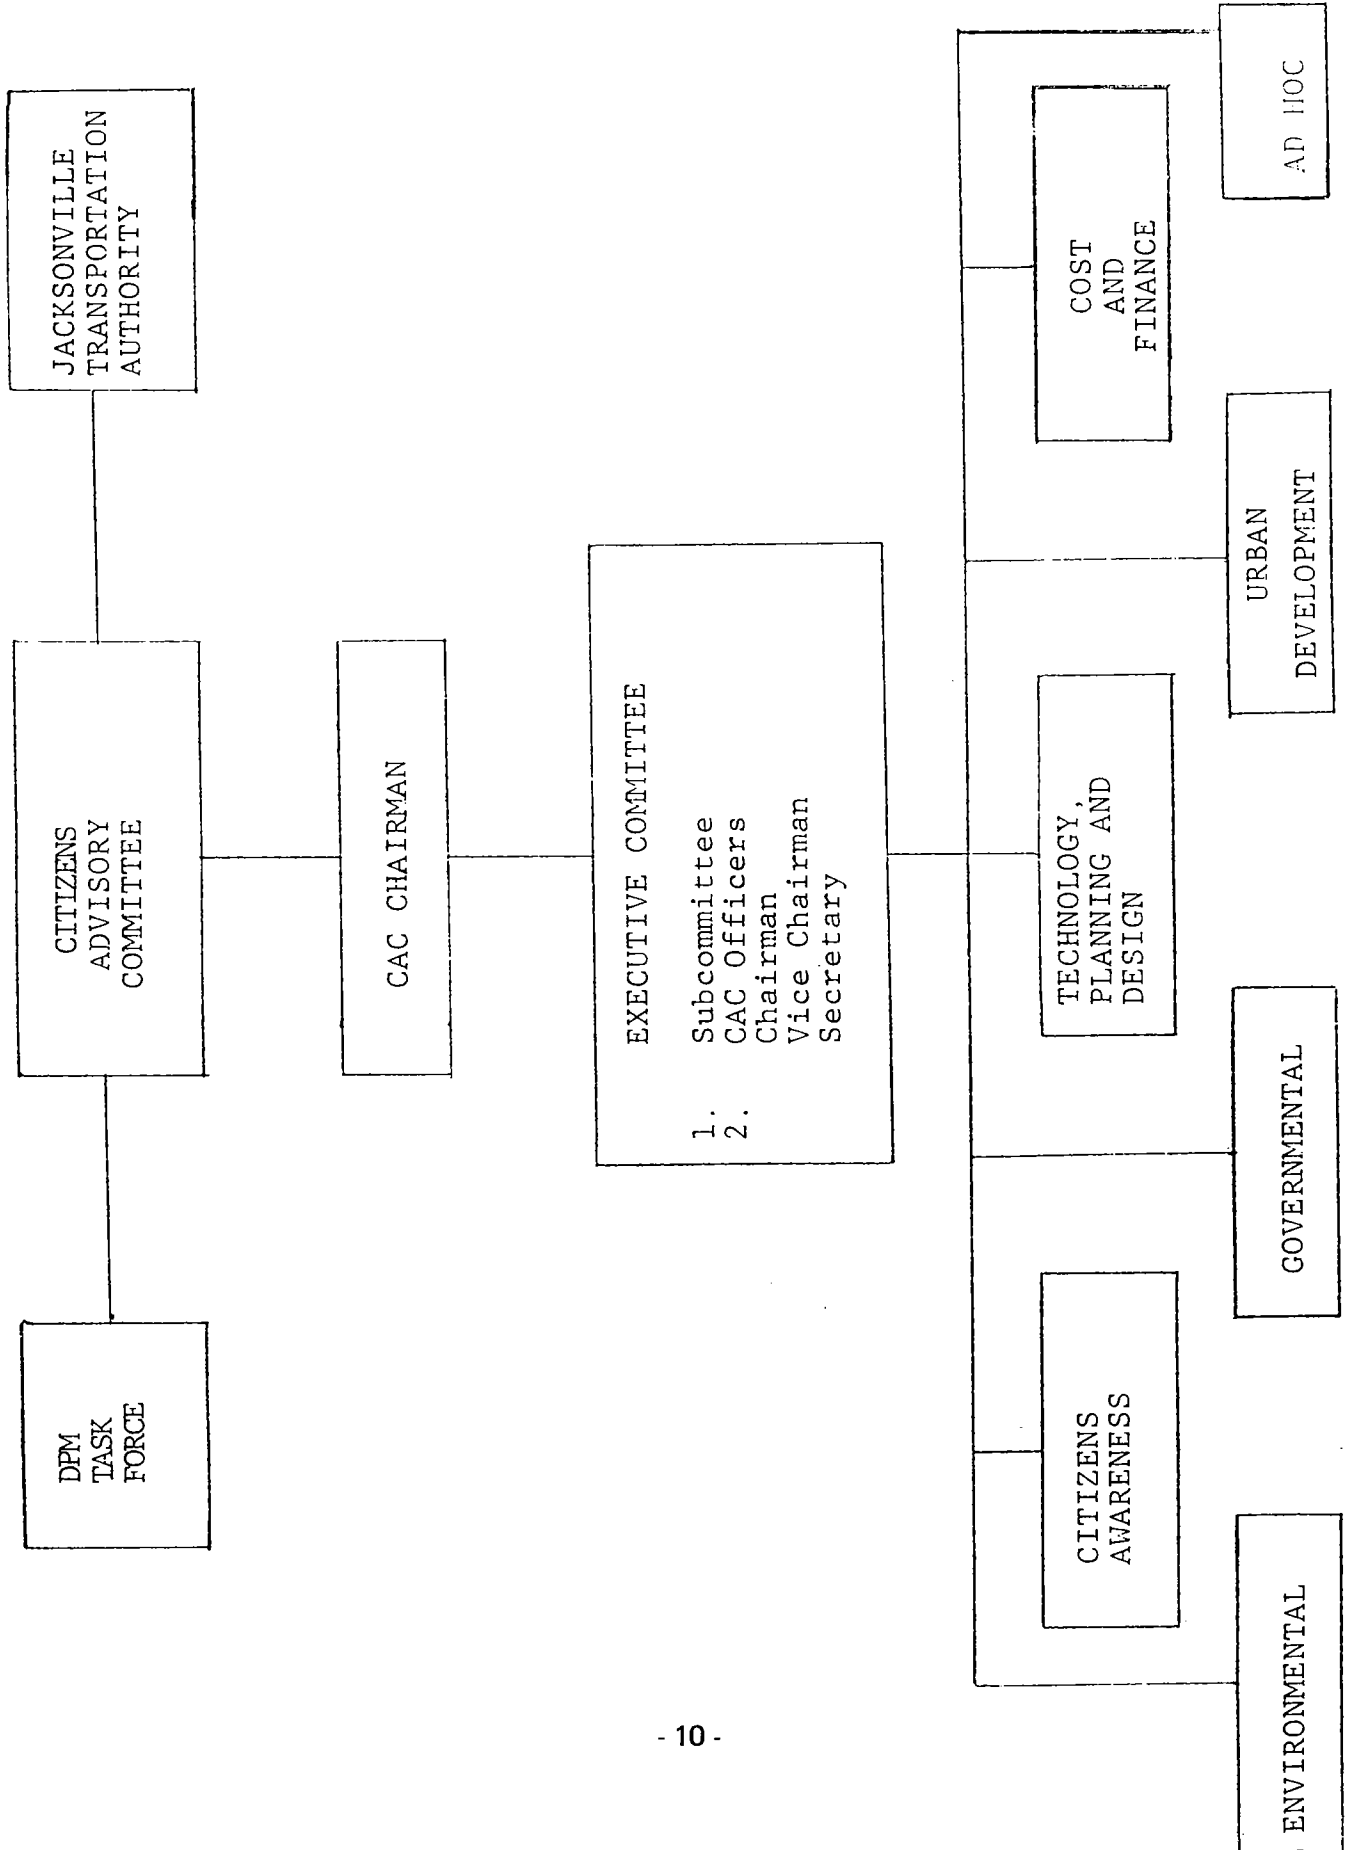 DPM
TASK
FORCE
CITIZENS
ADVISORY
COMMITTEE
JACKSONVILLE
TRANSPORTATION
AUTHORITY
CAC CHAIRMAN
EXECUTIVE COMMITTEE
1. Subcommittee
2. CAC Officers
Chairman
Vice Chairman
Secretary
CITIZENS
AWARENESS
TECHNOLOGY,
PLANNING AND
DESIGN
COST
AND
FINANCE
ENVIRONMENTAL
GOVERNMENTAL
URBAN
DEVELOPMENT
AD HOC
- 10 -